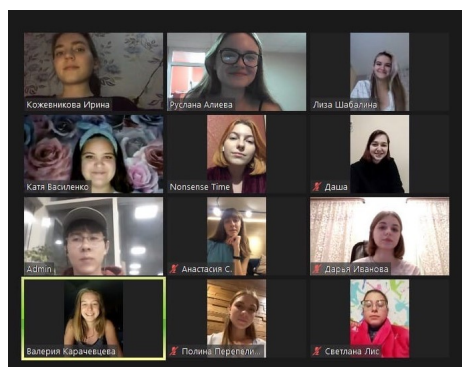 Кожевникова Ирина
Руслана Алиева
Лиза Шабалина
Катя Василенко
Nonsense Time
Даша
Admin
Анастасия С.
Дарья Иванова
Валерия Карачевцева
Полина Перепели...
Светлана Лис